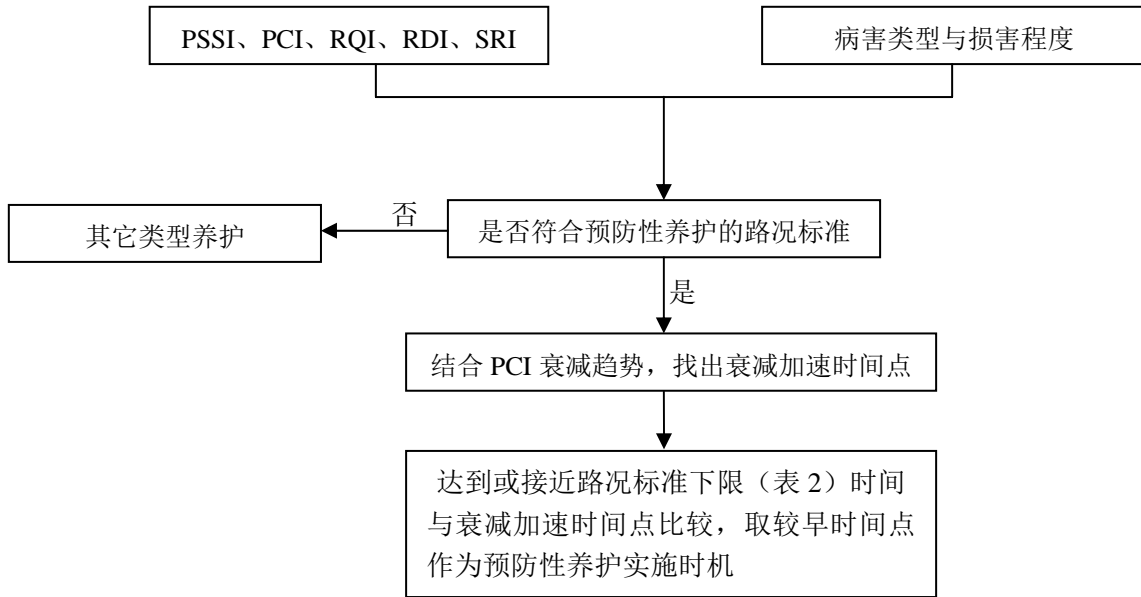 PSSI、PCI、RQI、RDI、SRI
病害类型与损害程度
否
其它类型养护
是否符合预防性养护的路况标准
是
结合 PCI 衰减趋势，找出衰减加速时间点
达到或接近路况标准下限（表 2）时间
与衰减加速时间点比较，取较早时间点
作为预防性养护实施时机